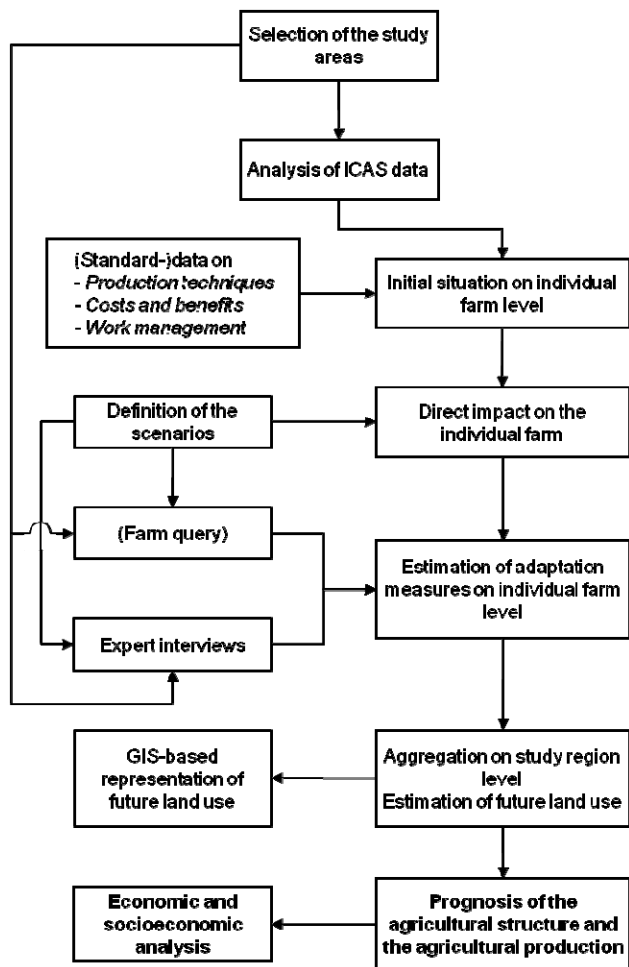 Selection of the study
areas
Analysis of ICAS data
(Standard-)data on
- Production techniques
- Costs and benefits
- Work management
Initial situation on individual
farm level
Definition of the
scenarios
Direct impact on the
individual farm
(Farm query)
Estimation of adaptation
measures on individual farm
level
Expert interviews
GIS-based
representation of
future land use
Aggregation on study region
level
Estimation of future land use
Economic and
socioeconomic
analysis
Prognosis of the
agricultural structure and
the agricultural production